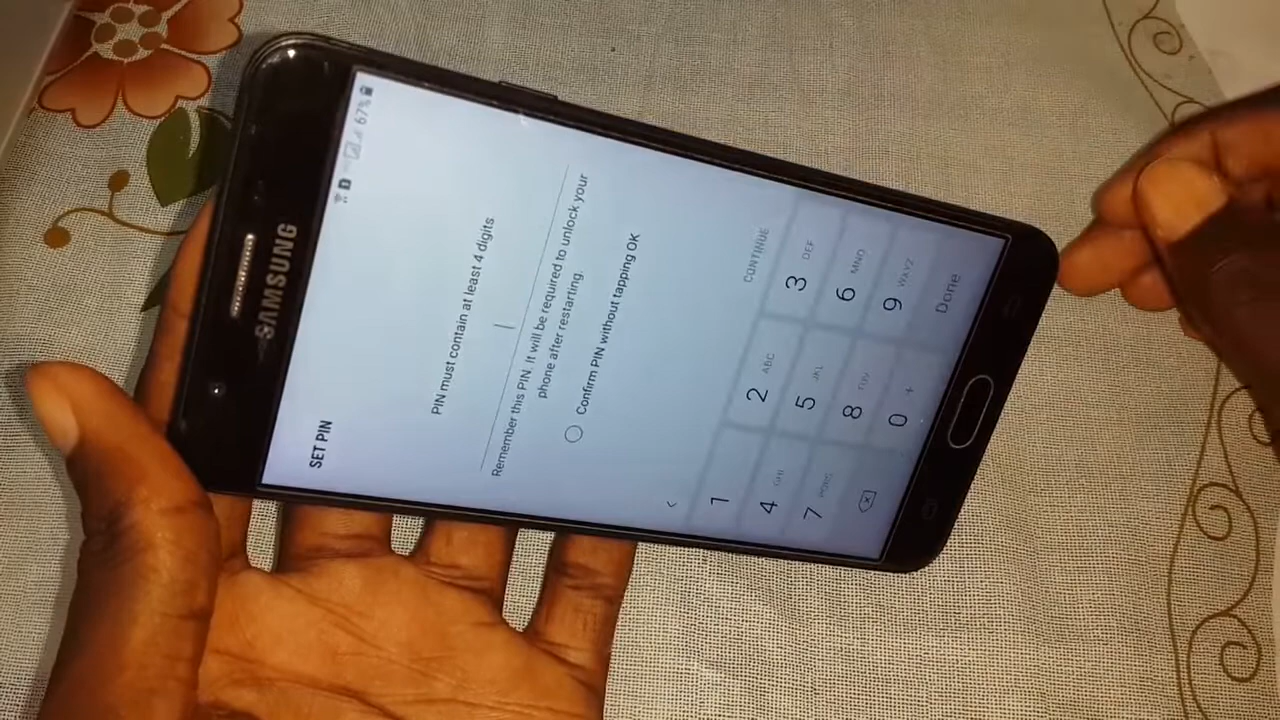 67%
SAMSUNG
SET PIN
PIN must contain at least 4 digits
Remember this PIN. It will be required to unlock your
phone after restarting.
Confirm PIN without tapping OK
< CONTINUE
1 2 ABC 3 DEF
4 GHI 5 JKL 6 MNO
7 PQRS 8 TUV 9 WXYZ
0 + Done